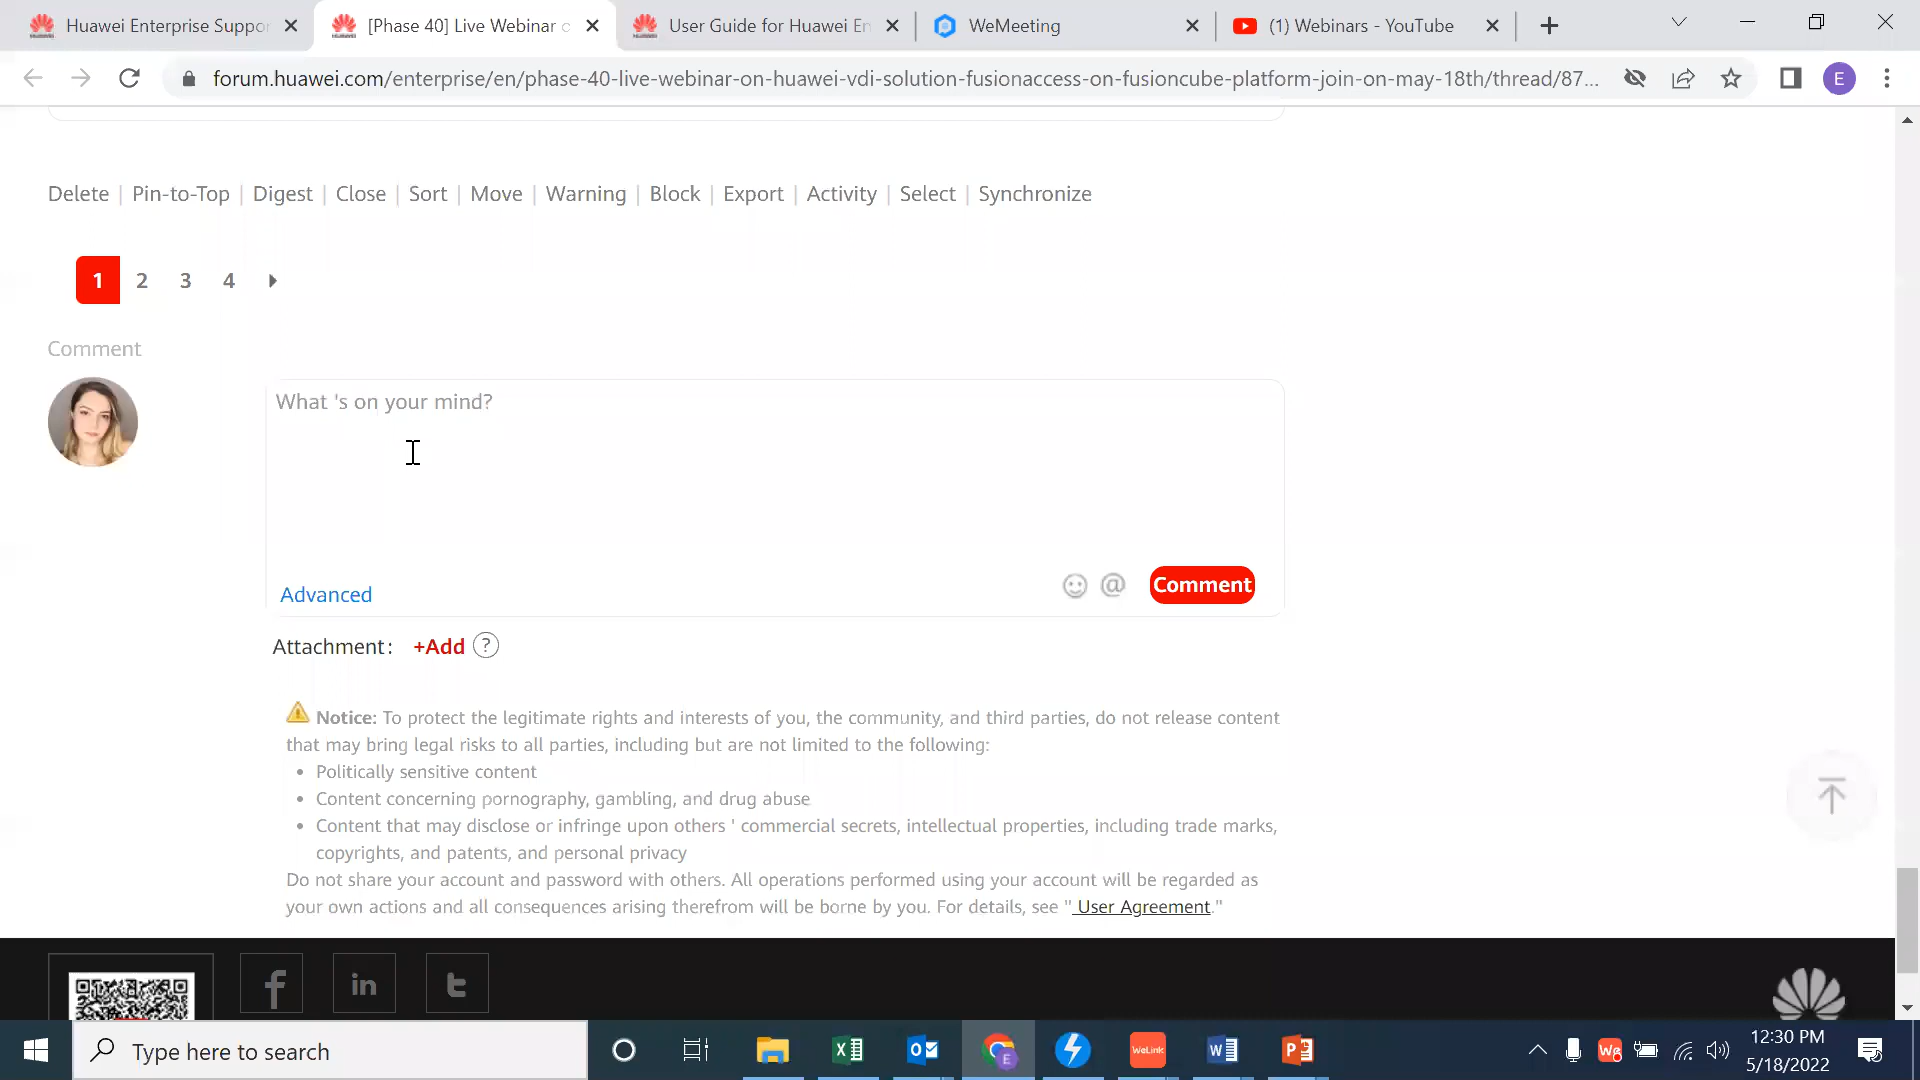 Huawei Enterprise Suppor
[Phase 40] Live Webinar o
User Guide for Huawei En
WeMeeting
(1) Webinars - YouTube
forum.huawei.com/enterprise/en/phase-40-live-webinar-on-huawei-vdi-solution-fusionaccess-on-fusioncube-platform-join-on-may-18th/thread/87...
E
Delete | Pin-to-Top | Digest | Close | Sort | Move | Warning | Block | Export | Activity | Select | Synchronize
1 2 3 4
Comment
What 's on your mind?
Advanced
@ Comment
Attachment: +Add ?
Notice: To protect the legitimate rights and interests of you, the community, and third parties, do not release content
that may bring legal risks to all parties, including but are not limited to the following:
• Politically sensitive content
• Content concerning pornography, gambling, and drug abuse
• Content that may disclose or infringe upon others ' commercial secrets, intellectual properties, including trade marks,
copyrights, and patents, and personal privacy
Do not share your account and password with others. All operations performed using your account will be regarded as
your own actions and all consequences arising therefrom will be borne by you. For details, see " User Agreement."
Type here to search
WeLink
12:30 PM
5/18/2022